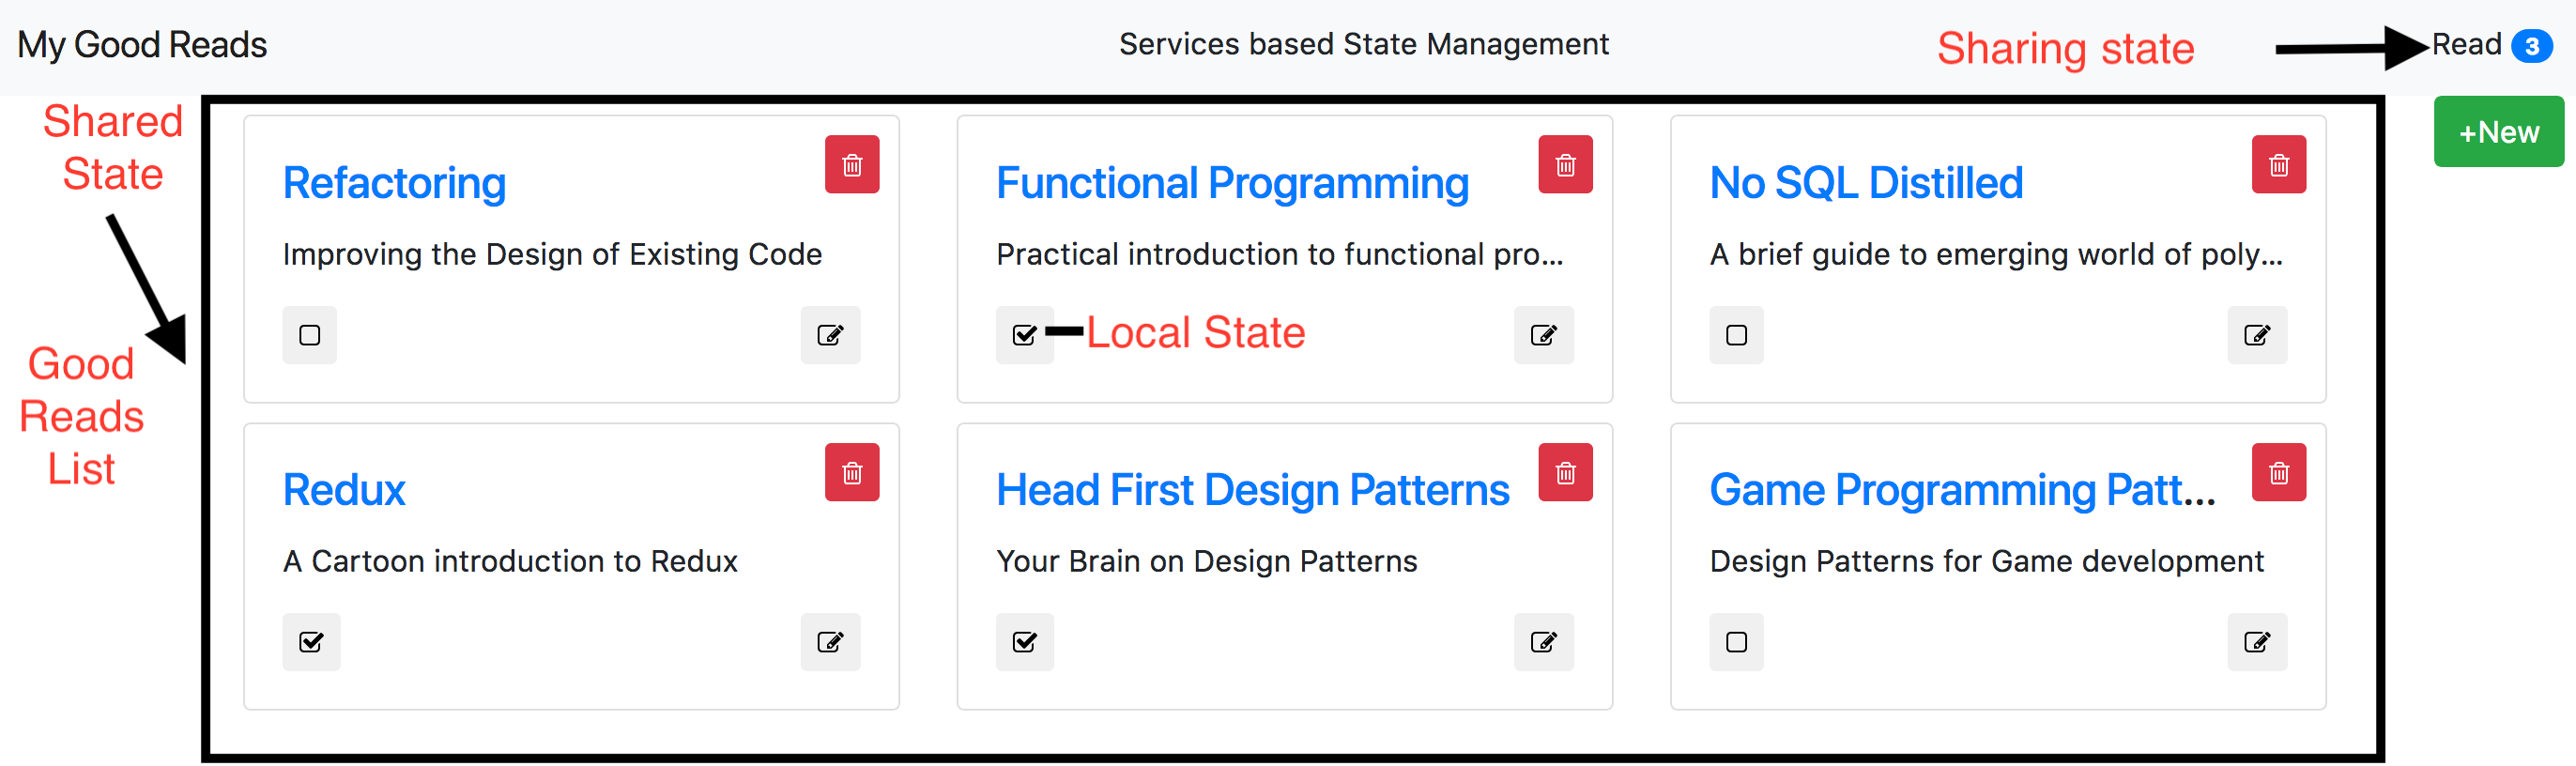 My Good Reads
Services based State Management
Sharing state
Read 3
+New
Shared
State
Good
Reads
List
Refactoring
Improving the Design of Existing Code
Functional Programming
Practical introduction to functional pro...
Local State
No SQL Distilled
A brief guide to emerging world of poly...
Redux
A Cartoon introduction to Redux
Head First Design Patterns
Your Brain on Design Patterns
Game Programming Patt...
Design Patterns for Game development